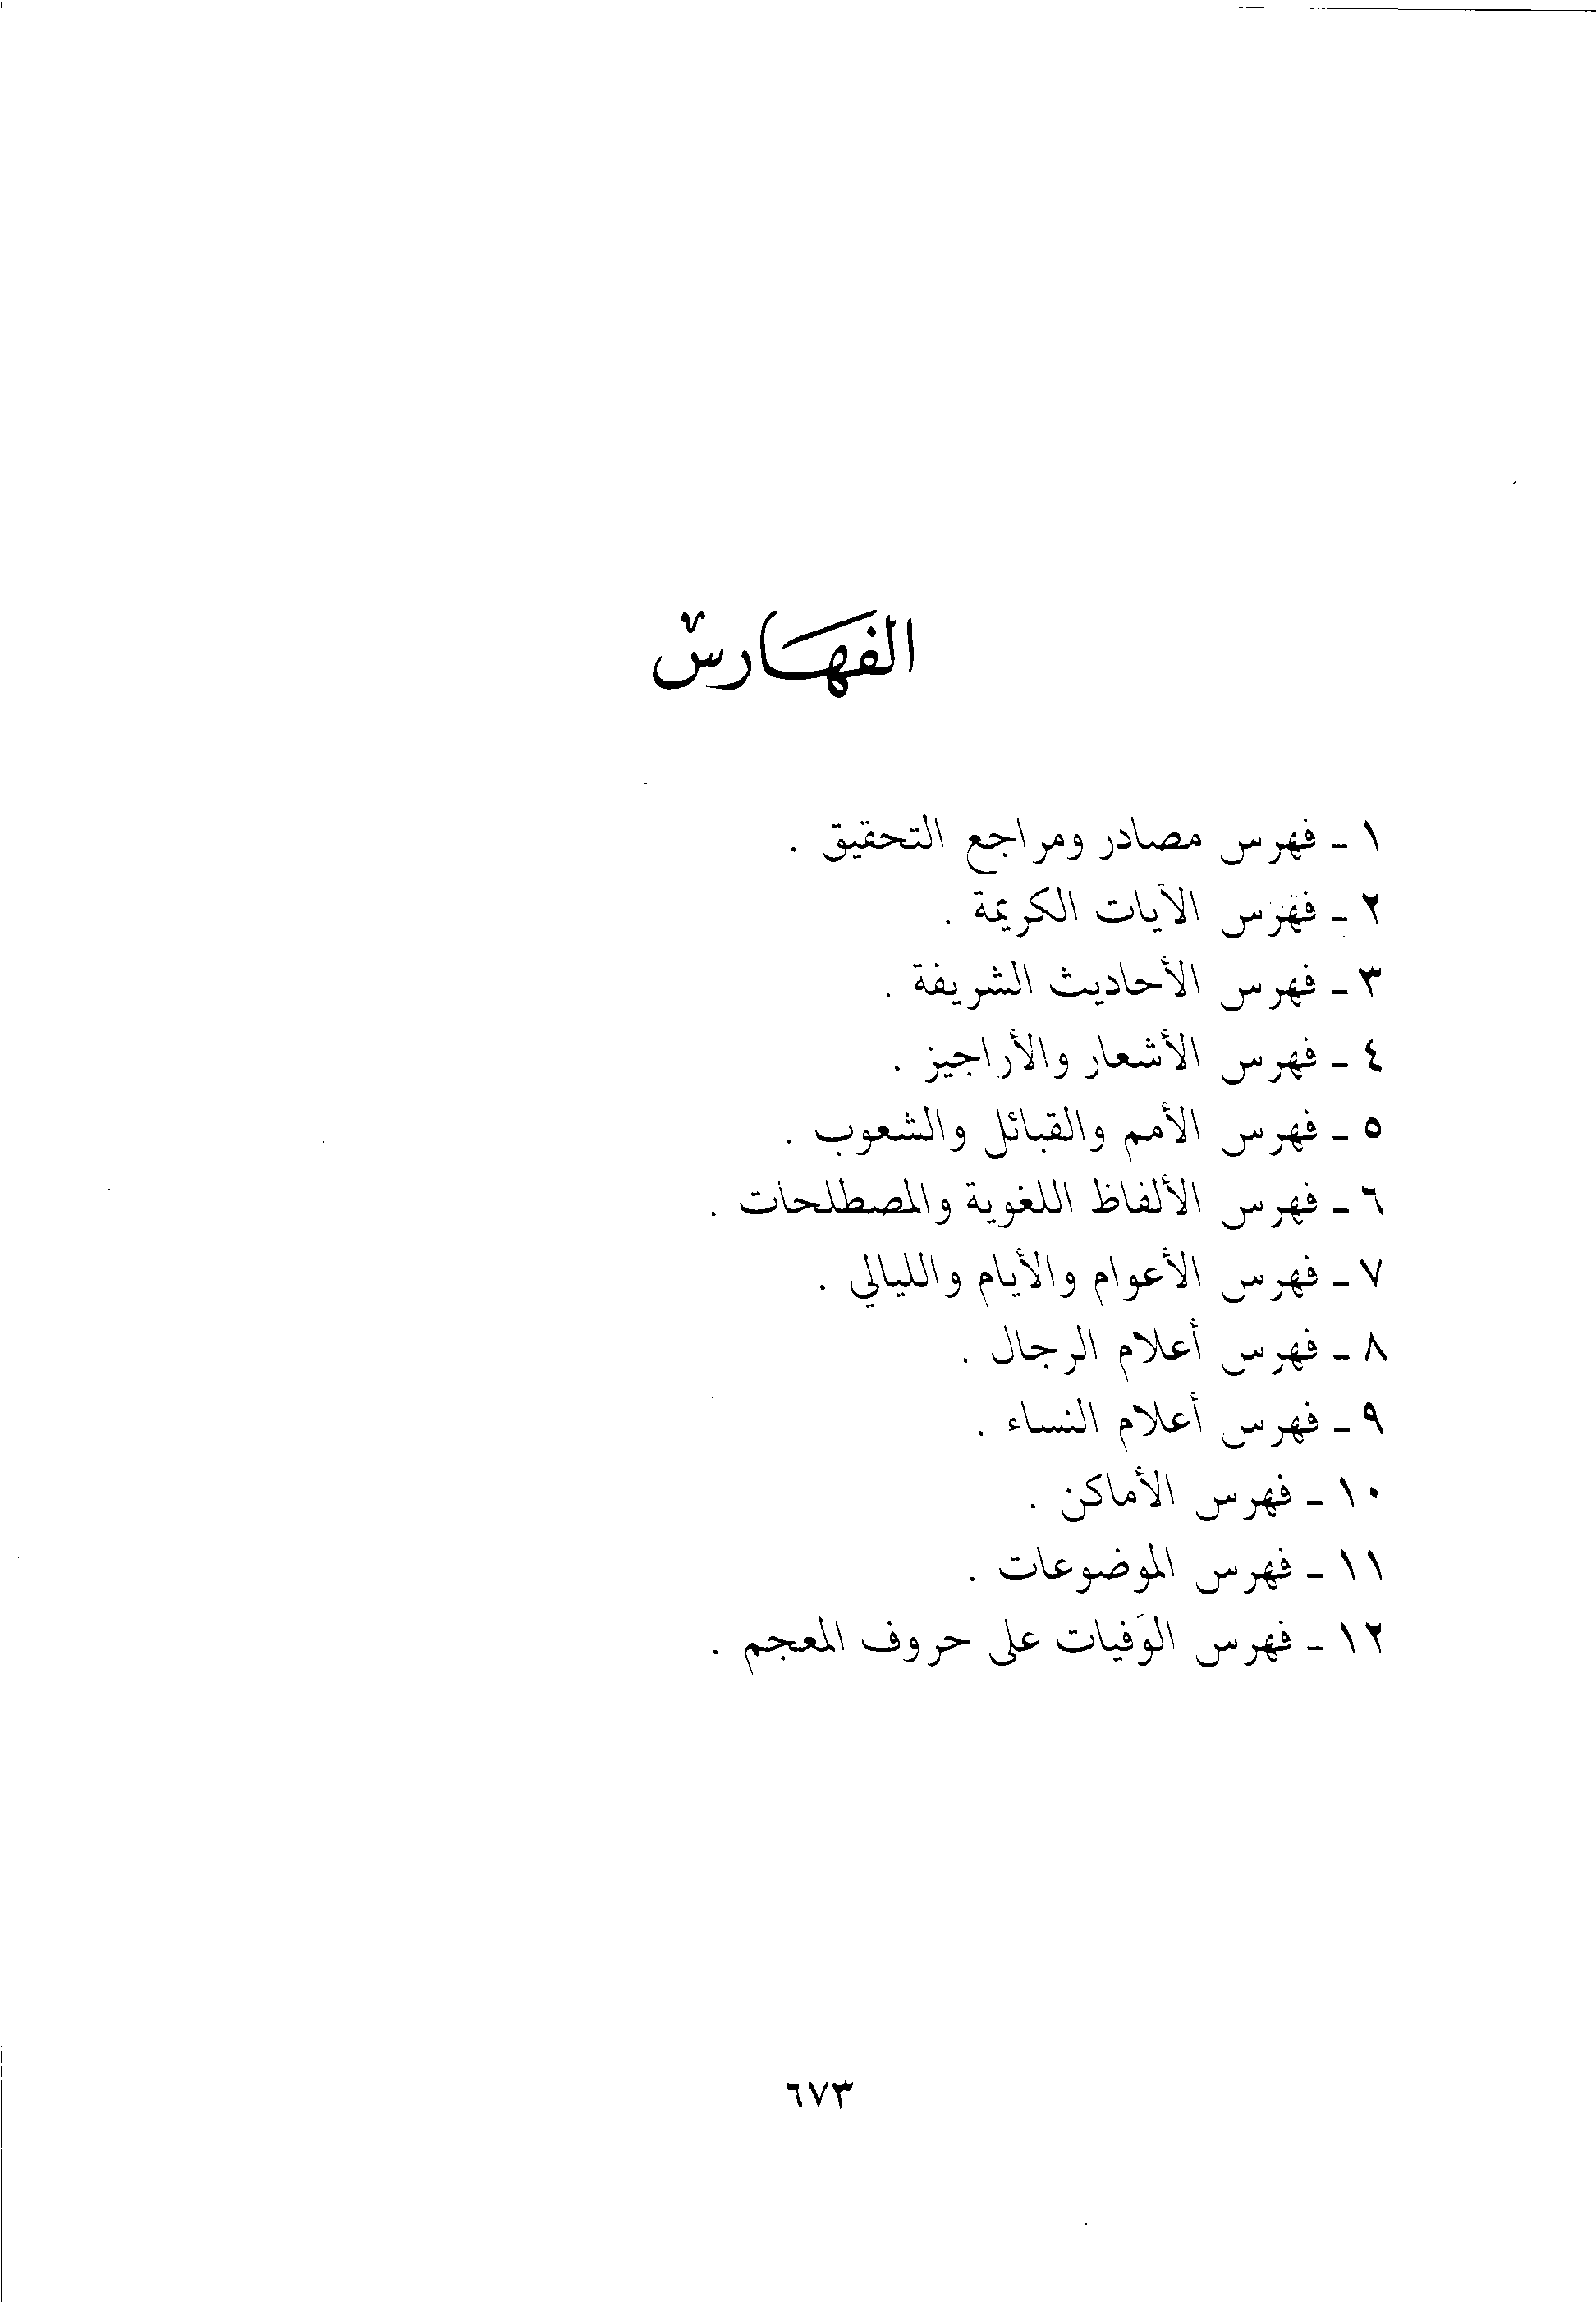 الفهارس
١ ـ فهرس مصادر ومراجع التحقيق .
٢ ـ فهرس الآيات الكريمة .
٣ ـ فهرس الأحاديث الشريفة .
٤ ـ فهرس الأشعار والأراجيز .
٥ ـ فهرس الأمم والقبائل والشعوب .
٦ ـ فهرس الألفاظ اللغوية والمصطلحات .
٧ ـ فهرس الأعوام والأيام والليالي .
٨ ـ فهرس أعلام الرجال .
٩ ـ فهرس أعلام النساء .
١٠ ـ فهرس الأماكن .
١١ ـ فهرس الموضوعات .
١٢ ـ فهرس الوَفيات على حروف المعجم .
٦٧٣